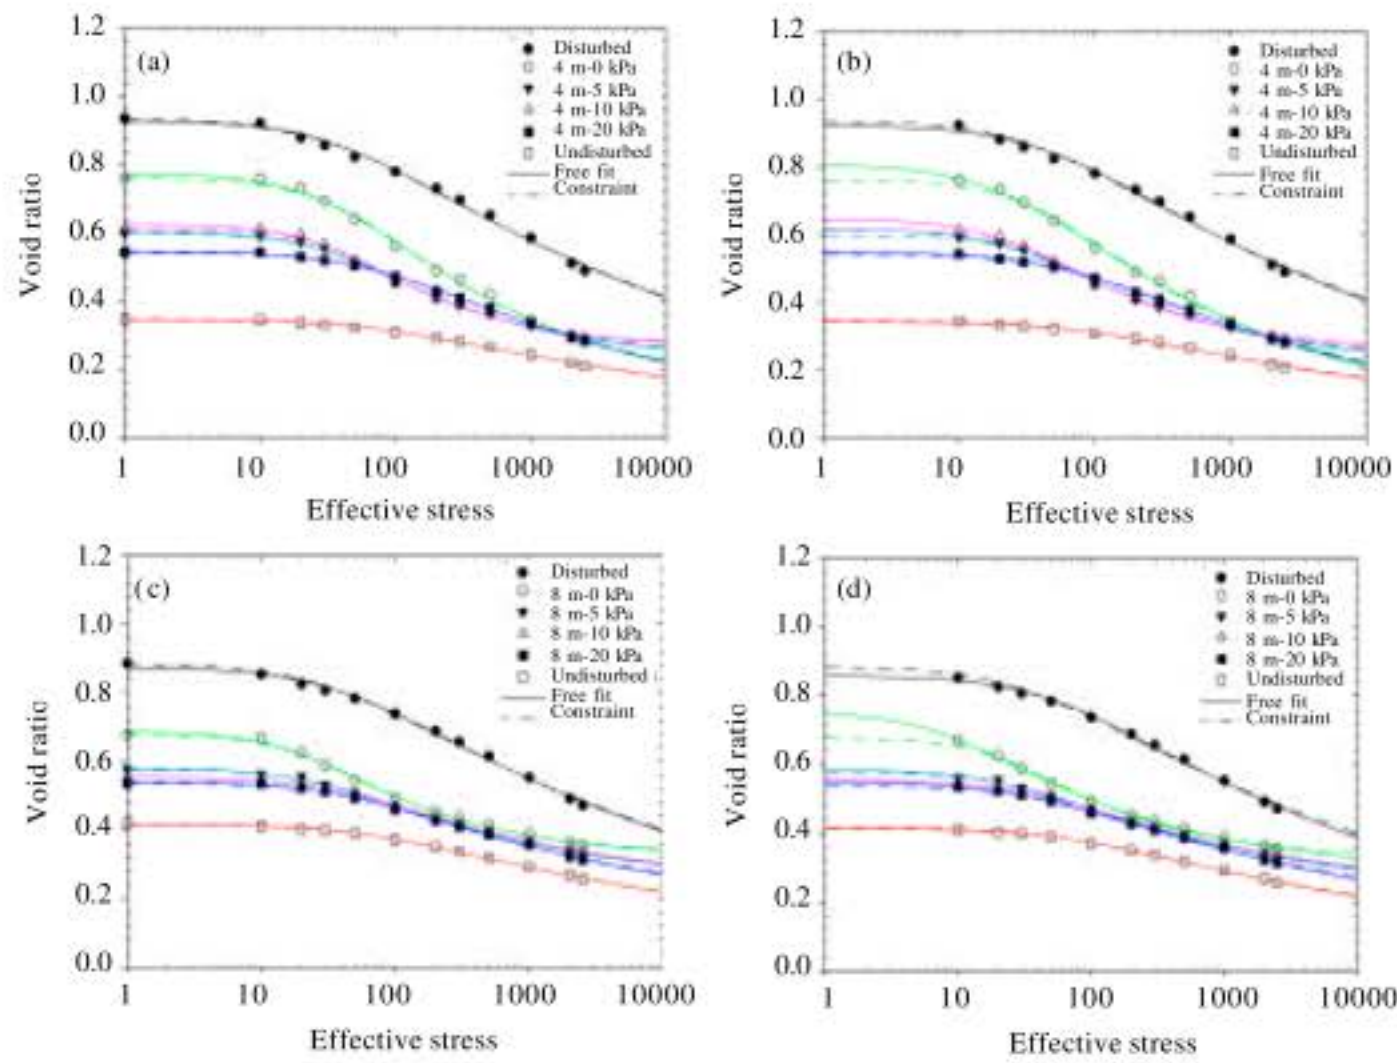 (a)
1.2
1.0
0.8
0.6
0.4
0.2
0.0
Void ratio
1
10
100
1000
10000
Effective stress
Disturbed
4 m-0 kPa
4 m-5 kPa
4 m-10 kPa
4 m-20 kPa
Undisturbed
Free fit
Constraint
(b)
1.2
1.0
0.8
0.6
0.4
0.2
0.0
Void ratio
1
10
100
1000
10000
Effective stress
Disturbed
4 m-0 kPa
4 m-5 kPa
4 m-10 kPa
4 m-20 kPa
Undisturbed
Free fit
Constraint
(c)
1.2
1.0
0.8
0.6
0.4
0.2
0.0
Void ratio
1
10
100
1000
10000
Effective stress
Disturbed
8 m-0 kPa
8 m-5 kPa
8 m-10 kPa
8 m-20 kPa
Undisturbed
Free fit
Constraint
(d)
1.2
1.0
0.8
0.6
0.4
0.2
0.0
Void ratio
1
10
100
1000
10000
Effective stress
Disturbed
8 m-0 kPa
8 m-5 kPa
8 m-10 kPa
8 m-20 kPa
Undisturbed
Free fit
Constraint